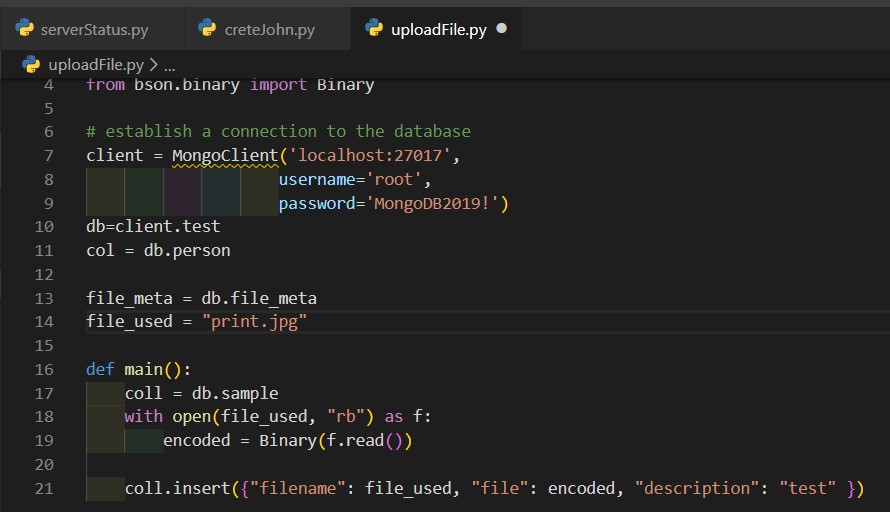 serverStatus.py creteJohn.py uploadFile.py
uploadFile.py > ...
4 from bson.binary import Binary
5
6 # establish a connection to the database
7 client = MongoClient('localhost:27017',
8 username='root',
9 password='MongoDB2019!')
10 db=client.test
11 col = db.person
12
13 file_meta = db.file_meta
14 file_used = "print.jpg"
15
16 def main():
17 coll = db.sample
18 with open(file_used, "rb") as f:
19 encoded = Binary(f.read())
20
21 coll.insert({"filename": file_used, "file": encoded, "description": "test" })